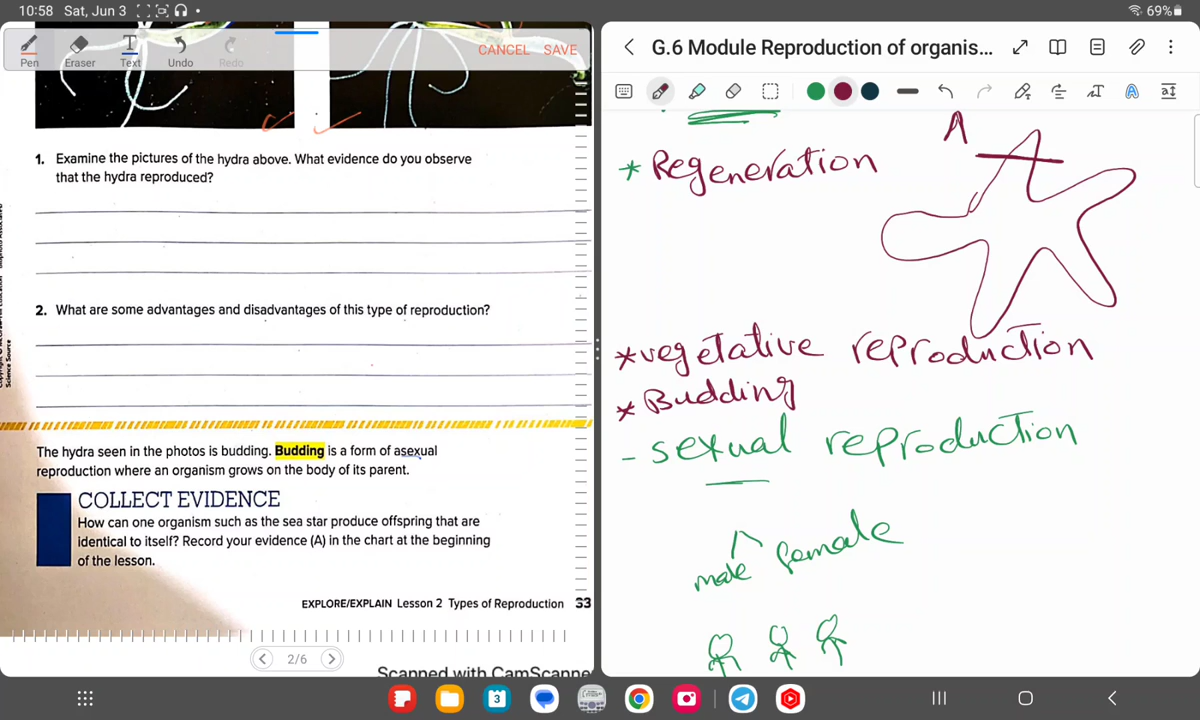 10:58 Sat, Jun 3
69%
Pen
Eraser
Text
Undo
Redo
CANCEL SAVE
1. Examine the pictures of the hydra above. What evidence do you observe
that the hydra reproduced?
2. What are some advantages and disadvantages of this type of reproduction?
The hydra seen in the photos is budding. Budding is a form of asexual
reproduction where an organism grows on the body of its parent.
COLLECT EVIDENCE
How can one organism such as the sea star produce offspring that are
identical to itself? Record your evidence (A) in the chart at the beginning
of the lesson.
EXPLORE/EXPLAIN Lesson 2 Types of Reproduction 33
2/6
Scanned with CamScanne
G.6 Module Reproduction of organis...
A
* Regeneration
* vegetative reproduction
* Budding
- sexual reproduction
male female